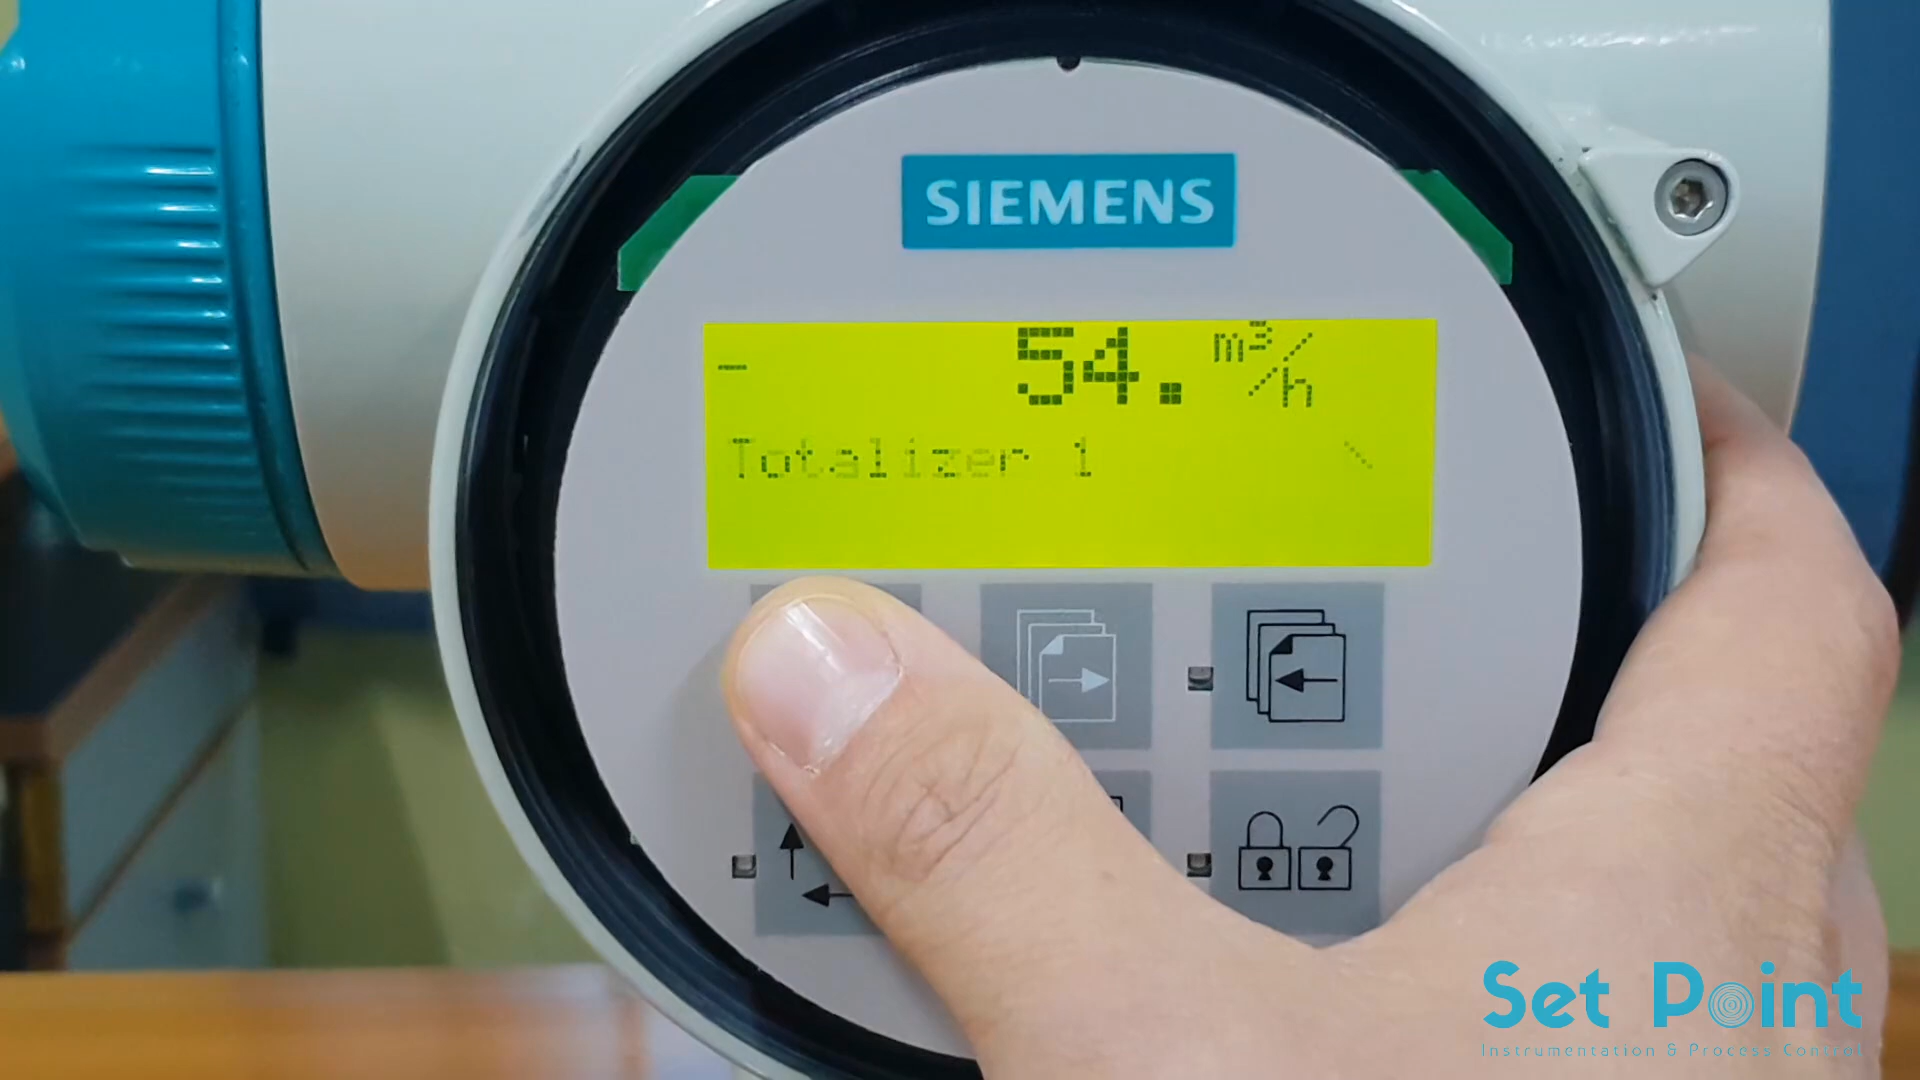 SIEMENS
- 54. m³/h
Totalizer 1
Set Point
Instrumentation & Process Control